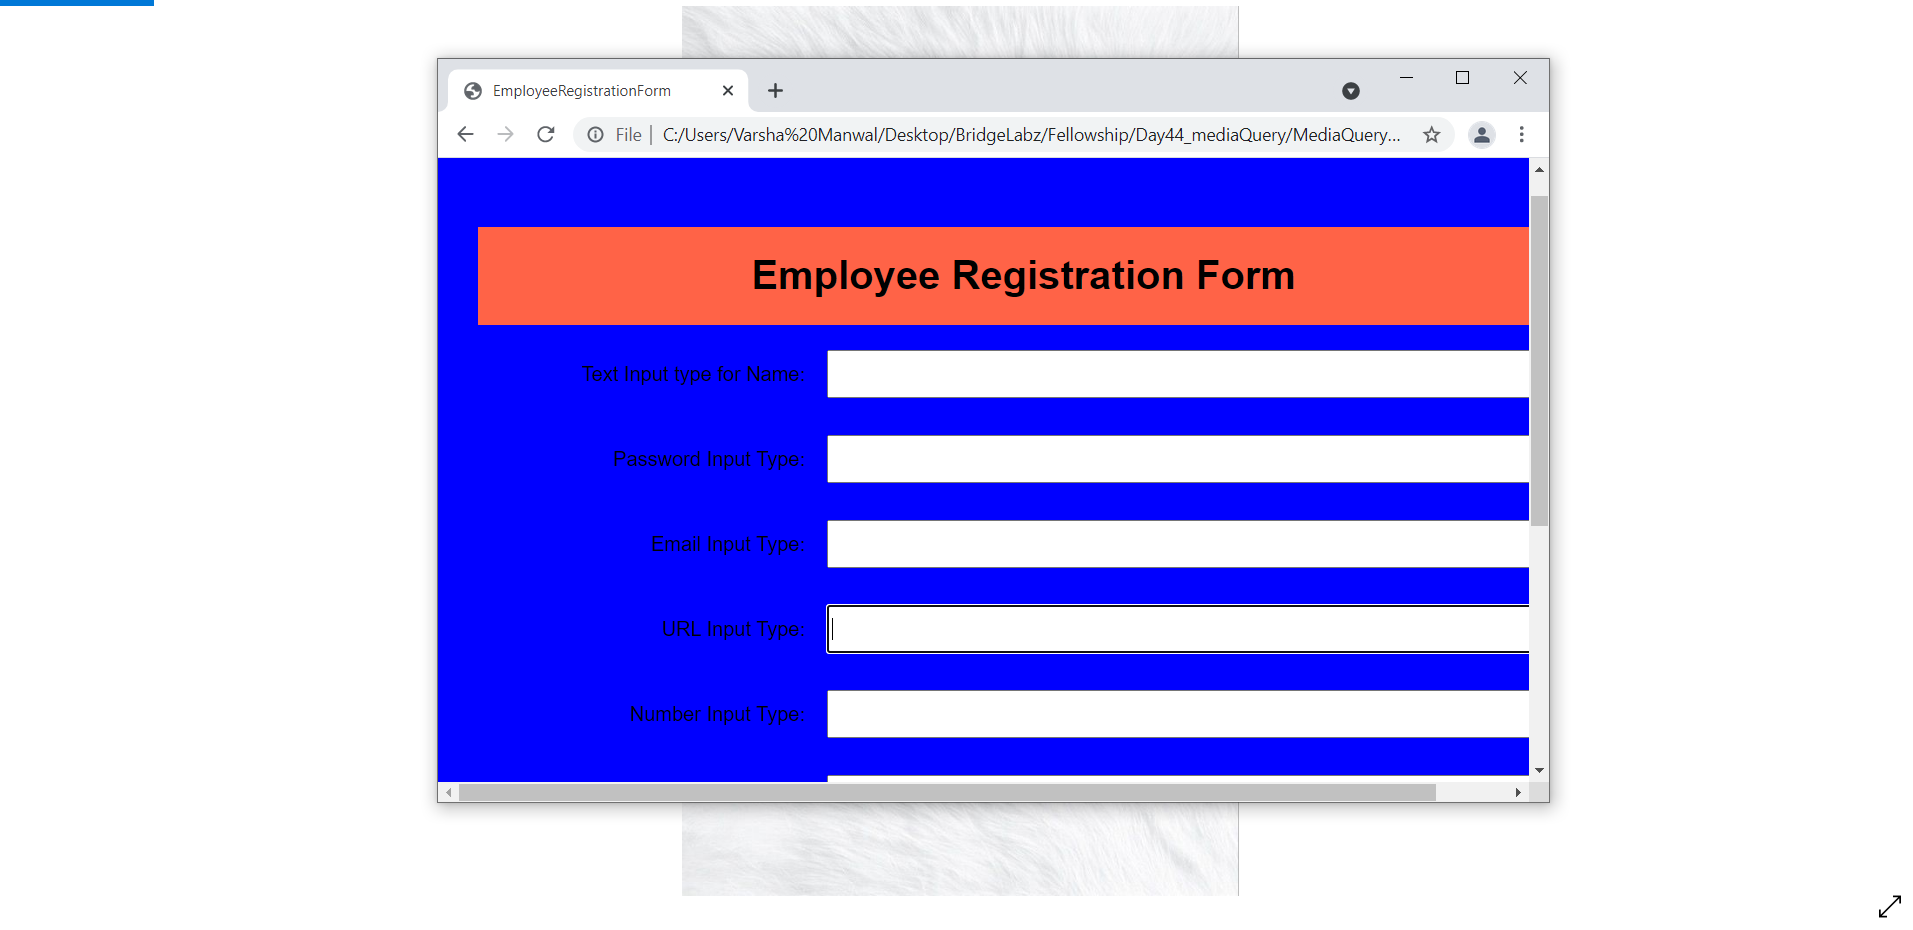 EmployeeRegistrationForm
File | C:/Users/Varsha%20Manwal/Desktop/BridgeLabz/Fellowship/Day44_mediaQuery/MediaQuery...
Employee Registration Form
Text Input type for Name:
Password Input Type:
Email Input Type:
URL Input Type:
Number Input Type: